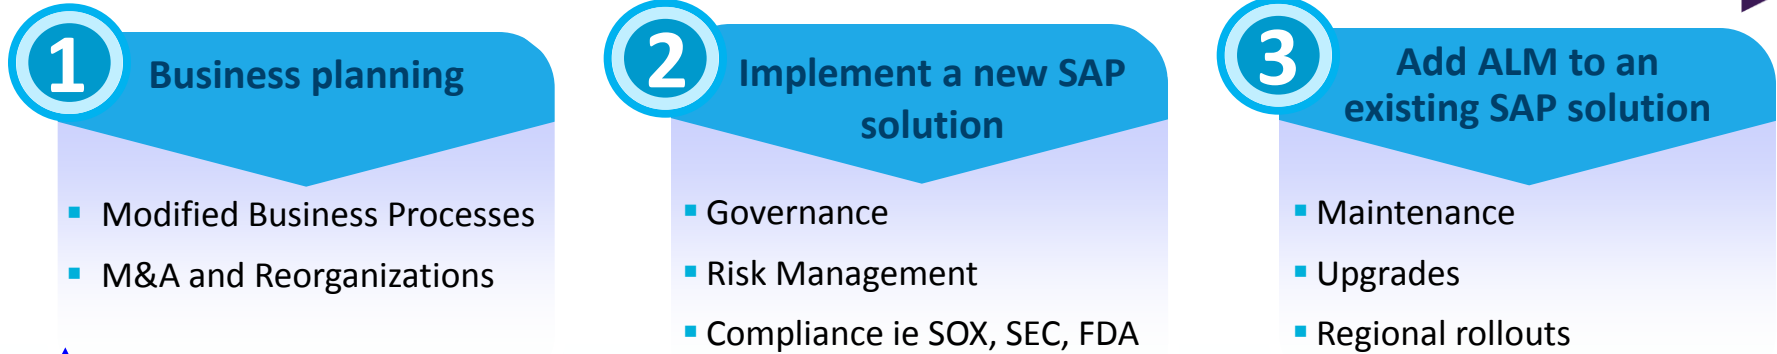 1
Business planning
▪ Modified Business Processes
▪ M&A and Reorganizations
2
Implement a new SAP
solution
▪ Governance
▪ Risk Management
▪ Compliance ie SOX, SEC, FDA
3
Add ALM to an
existing SAP solution
▪ Maintenance
▪ Upgrades
▪ Regional rollouts